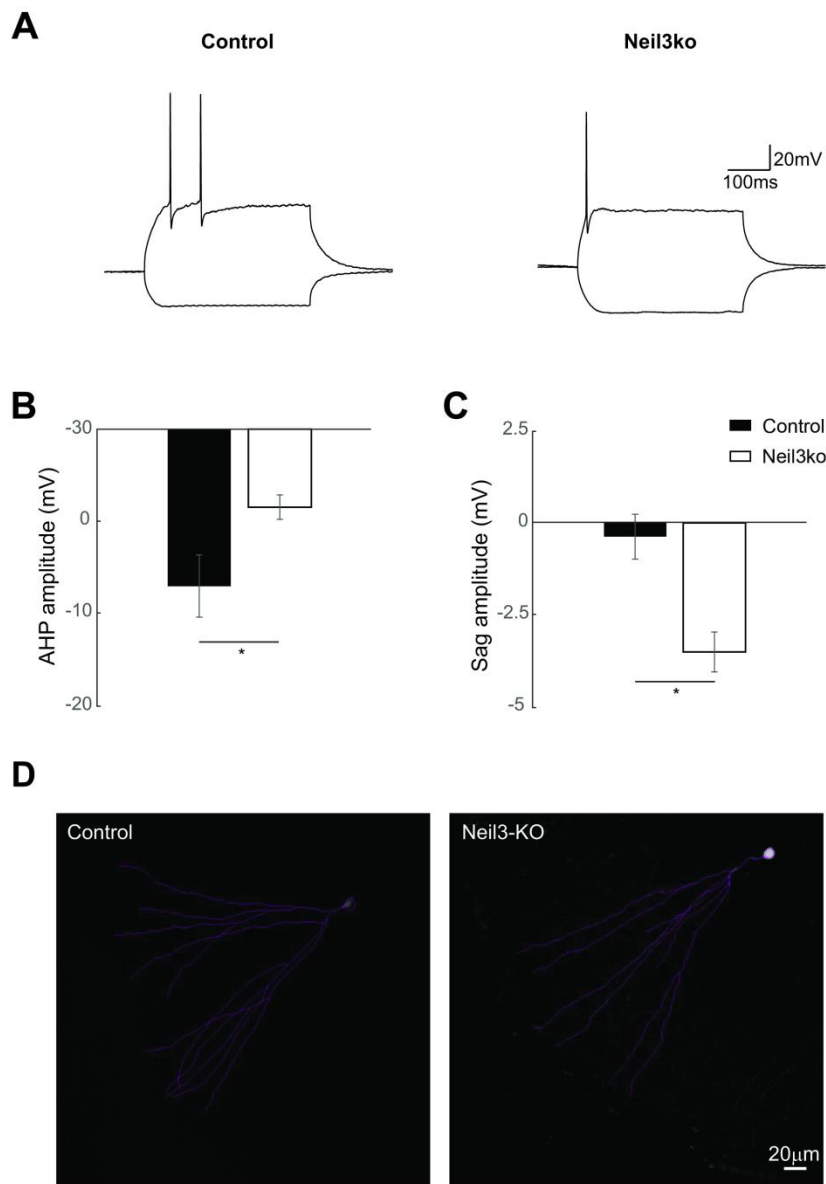 A
Control
Neil3ko
20mV
100ms
B
-30
0
-10
-20
AHP amplitude (mV)
*
C
2.5
0
-2.5
-5
Sag amplitude (mV)
Control
Neil3ko
*
D
Control
Neil3-KO
20μm